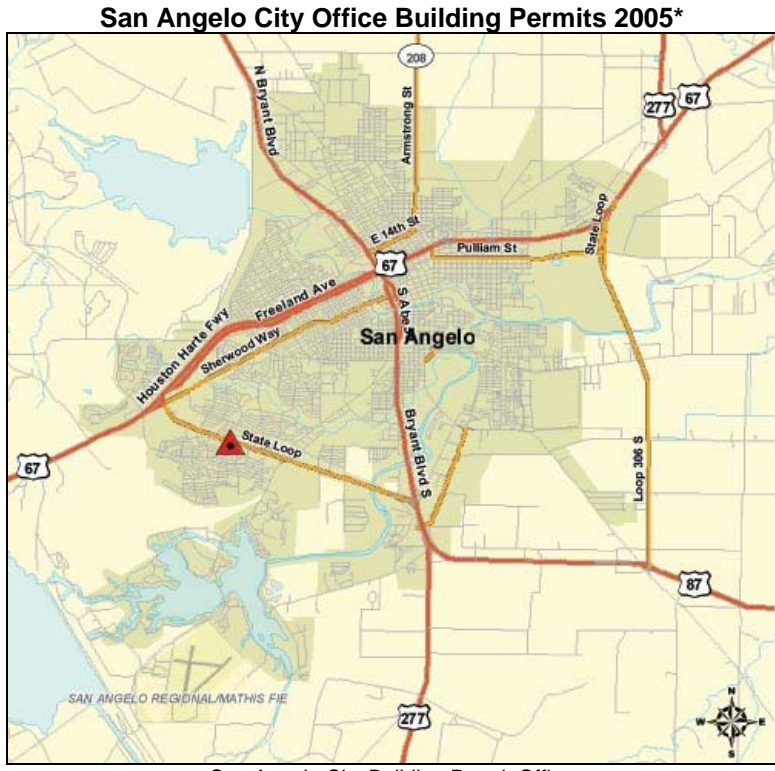 San Angelo City Office Building Permits 2005*
208
277
67
N Bryant Blvd
Armstrong St
E 14th St
State Loop
Pulliam St
67
Freeland Ave
S Abe S
Houston Harte Fwy
Sherwood Way
San Angelo
State Loop
Bryant Blvd S
Loop 306 S
67
87
SAN ANGELO REGIONAL/MATHIS FIE
277
N
W
E
S